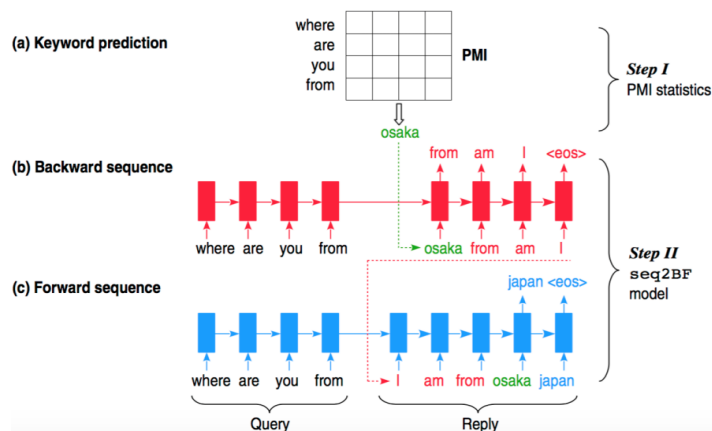 (a) Keyword prediction
where
are
you
from
PMI
osaka
Step I
PMI statistics
(b) Backward sequence
from am I <eos>
where are you from
osaka from am I
Step II
seq2BF
model
(c) Forward sequence
japan <eos>
where are you from
I am from osaka japan
Query
Reply